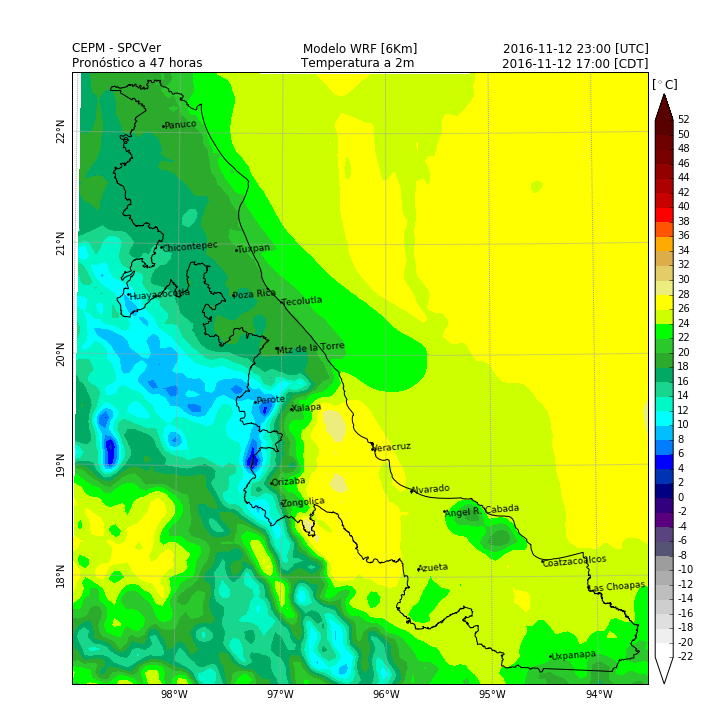 CEPM - SPCVer
Modelo WRF [6Km]
2016-11-12 23:00 [UTC]
Pronóstico a 47 horas
Temperatura a 2m
2016-11-12 17:00 [CDT]
[°C]
52
50
48
46
44
42
40
38
36
34
32
30
28
26
24
22
20
18
16
14
12
10
8
6
4
2
0
-2
-4
-6
-8
-10
-12
-14
-16
-18
-20
-22
22°N
21°N
20°N
19°N
18°N
Panuco
Chicontepec
Tuxpan
Huayacocotla
Poza Rica
Tecolutla
Mtz de la Torre
Perote
Xalapa
Veracruz
Orizaba
Alvarado
Zongolica
Angel R. Cabada
Azueta
Coatzacoalcos
Las Choapas
Uxpanapa
98°W
97°W
96°W
95°W
94°W